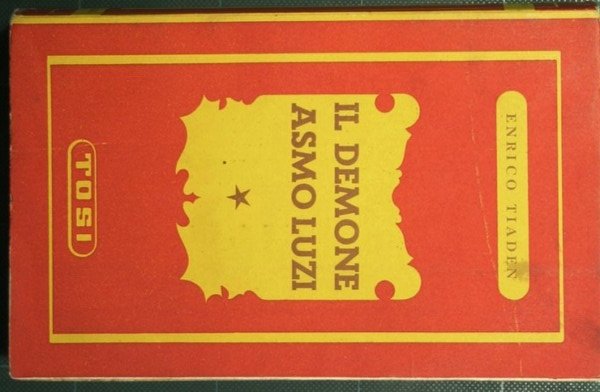 ENRICO TIADEN
IL DEMONE
ASMO LUZI
TOSI